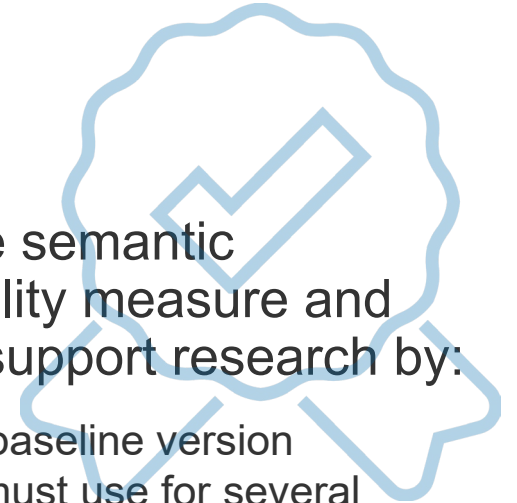 e semantic
lity measure and
support research by:
baseline version
must use for several